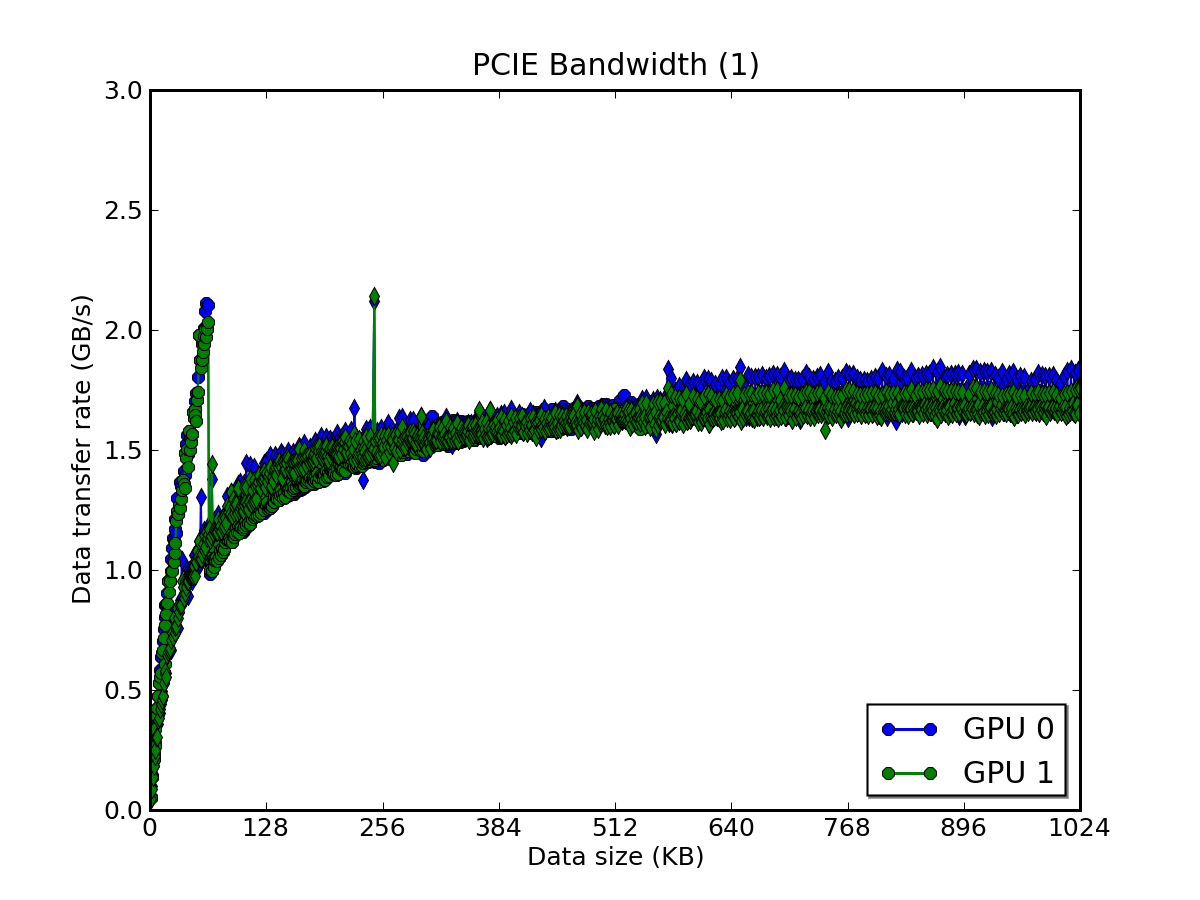 PCIE Bandwidth (1)
3.0
2.5
2.0
1.5
1.0
0.5
0.0
Data transfer rate (GB/s)
0 128 256 384 512 640 768 896 1024
Data size (KB)
GPU 0
GPU 1